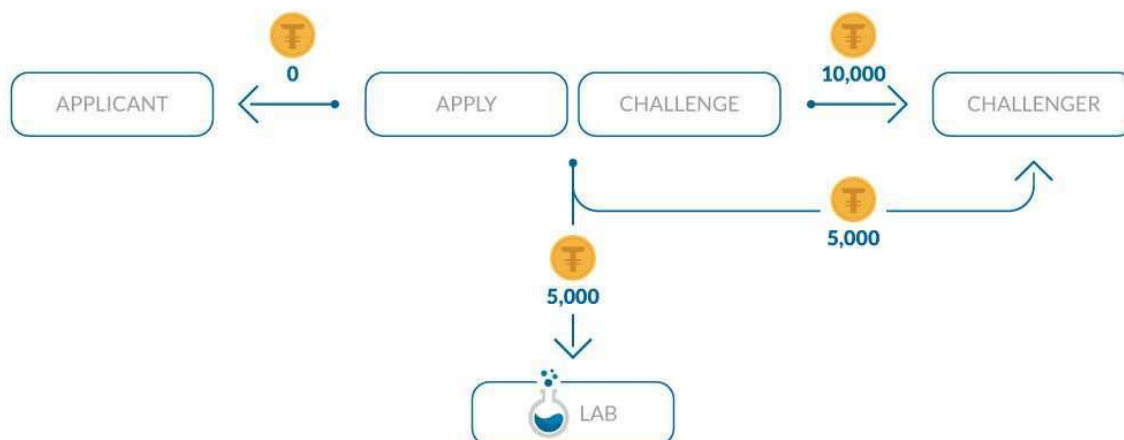 0
10,000
APPLICANT
APPLY
CHALLENGE
CHALLENGER
5,000
5,000
LAB